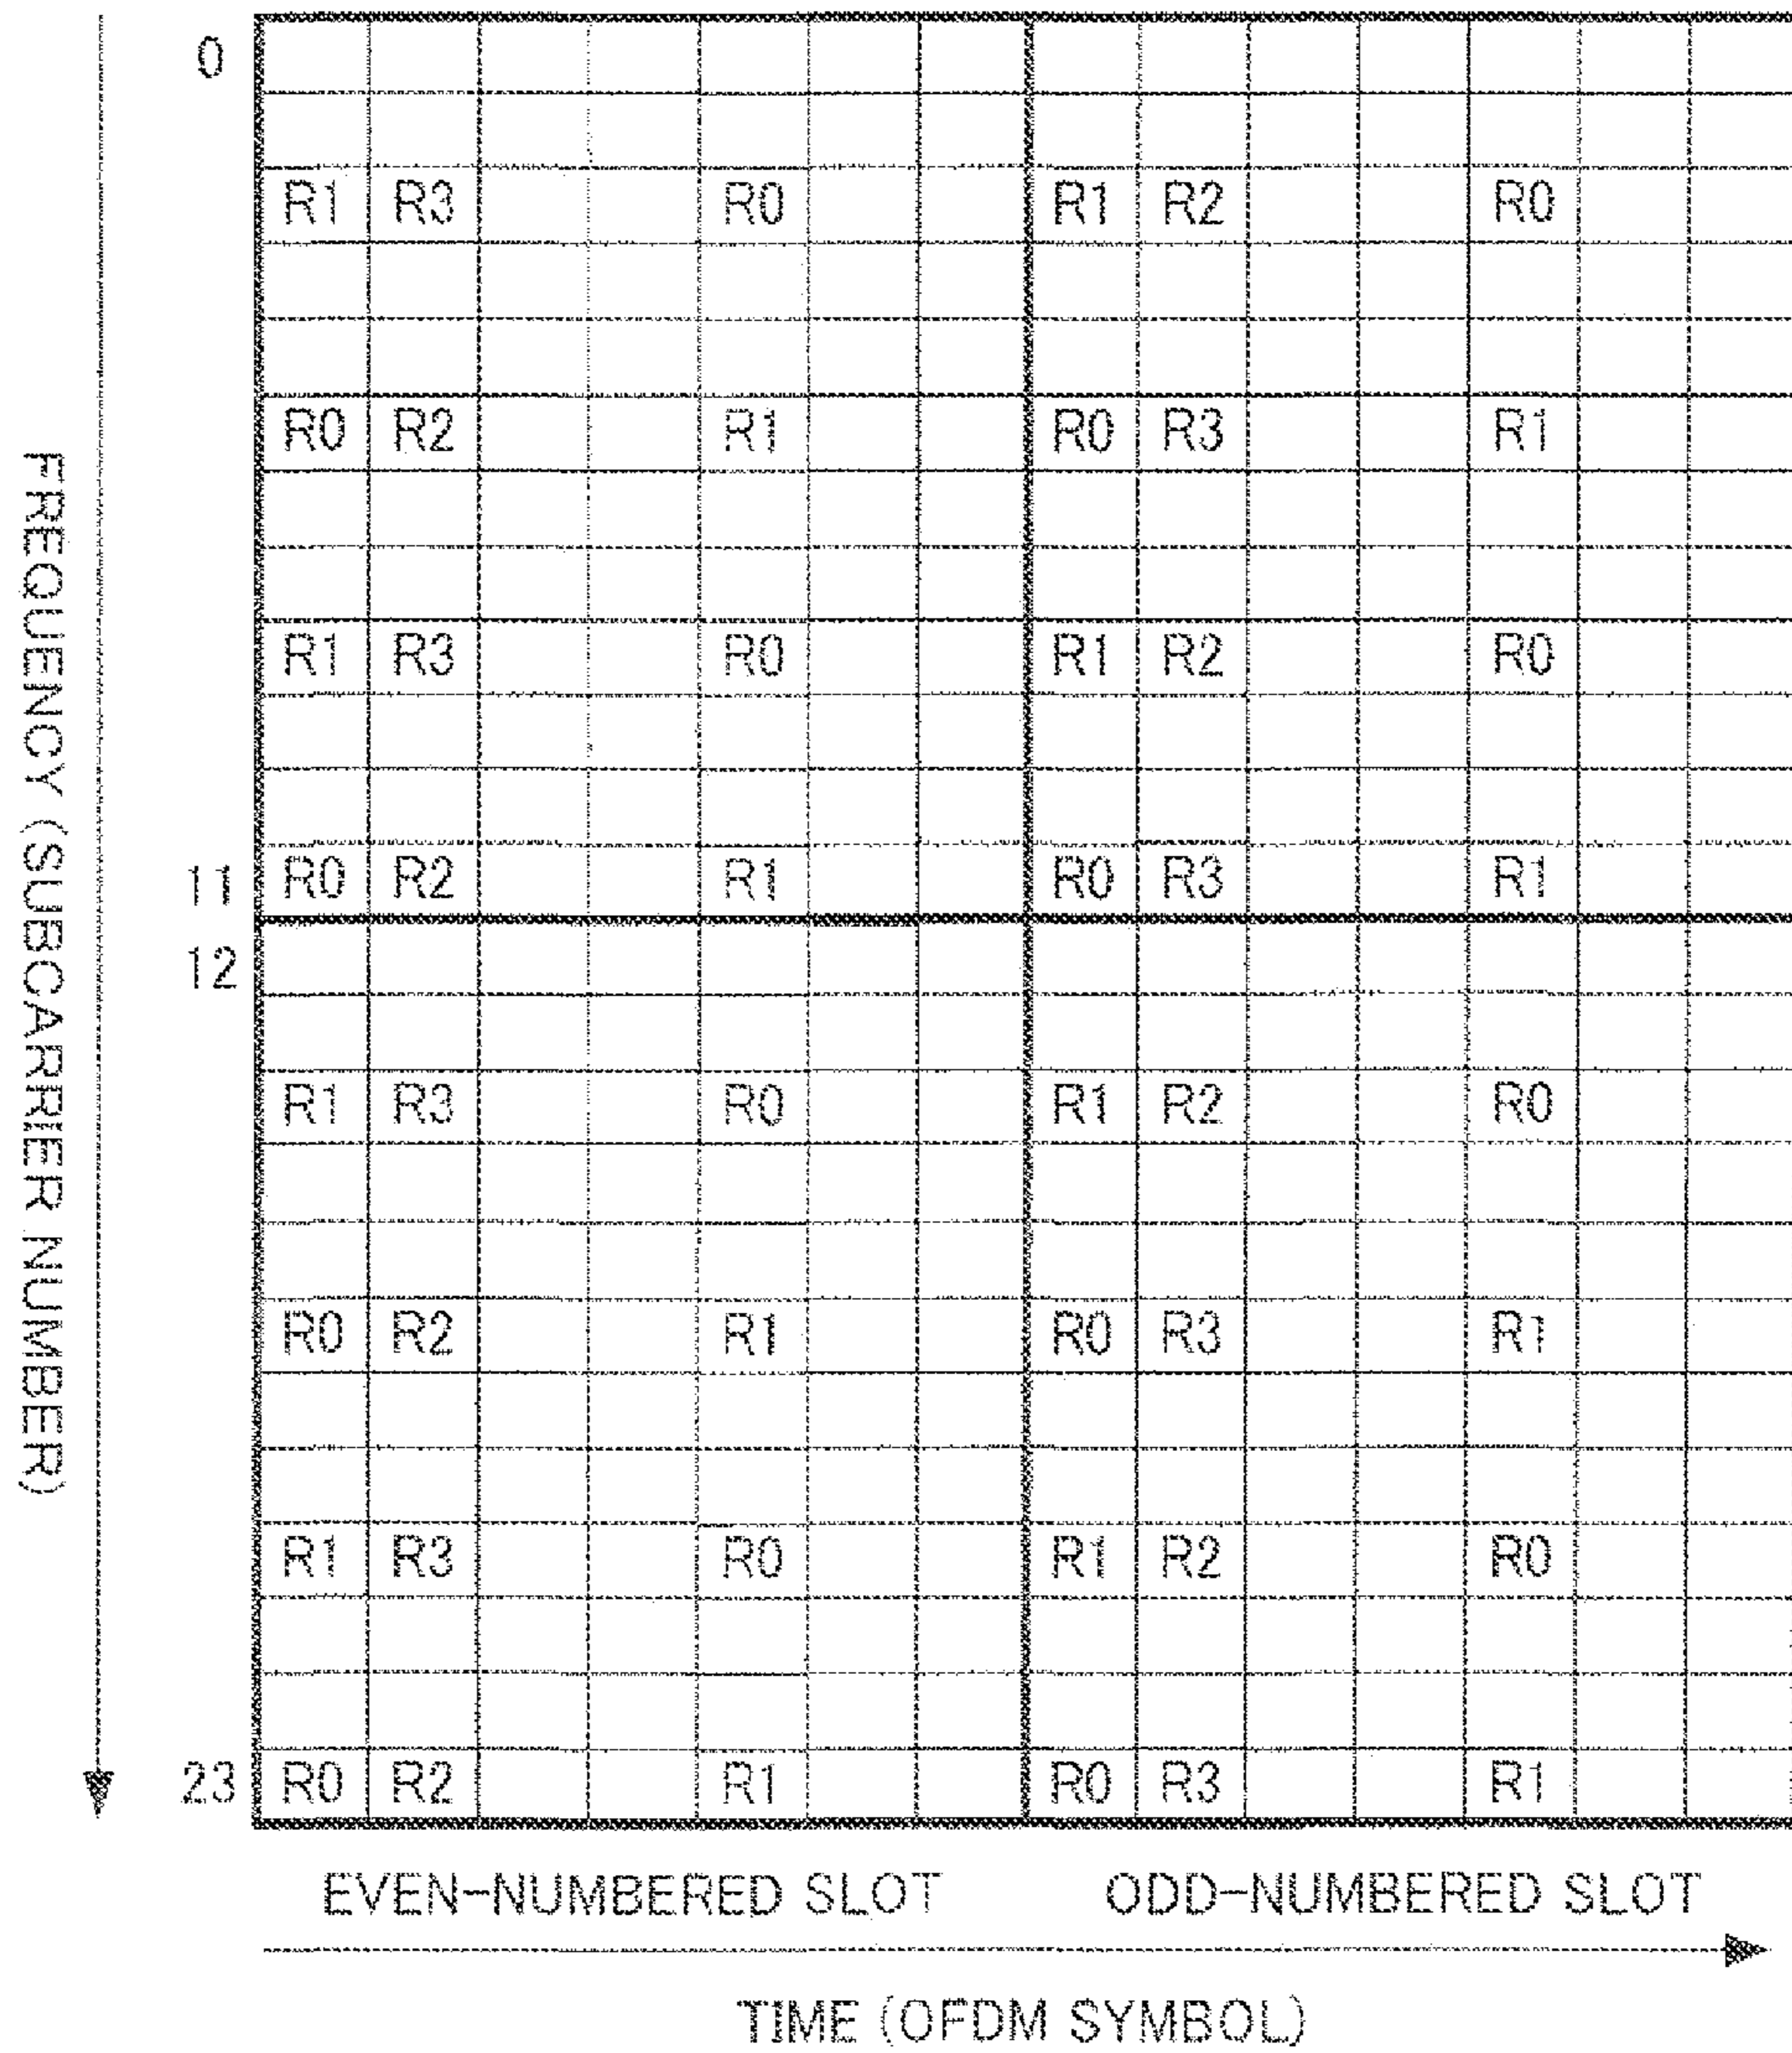 0
R1 R3 R0 R1 R2 R0
R0 R2 R1 R0 R3 R1
R1 R3 R0 R1 R2 R0
11 R0 R2 R1 R0 R3 R1
12
R1 R3 R0 R1 R2 R0
R0 R2 R1 R0 R3 R1
R1 R3 R0 R1 R2 R0
23 R0 R2 R1 R0 R3 R1
FREQUENCY (SUBCARRIER NUMBER)
EVEN-NUMBERED SLOT ODD-NUMBERED SLOT
TIME (OFDM SYMBOL)